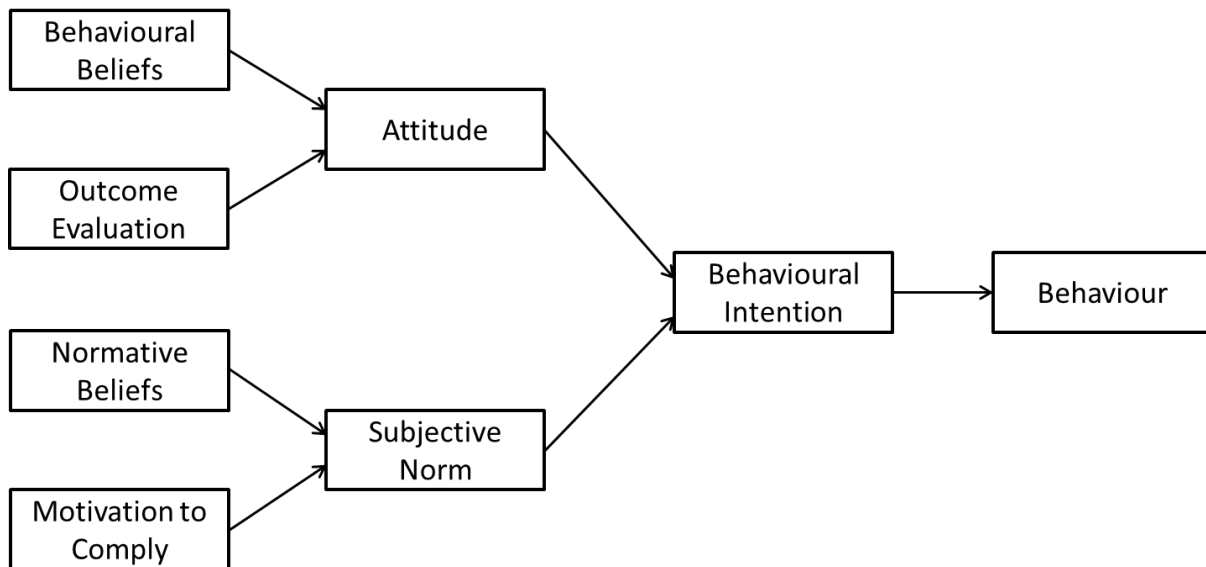 Behavioural
Beliefs
Outcome
Evaluation
Attitude
Normative
Beliefs
Motivation to
Comply
Subjective
Norm
Behavioural
Intention
Behaviour